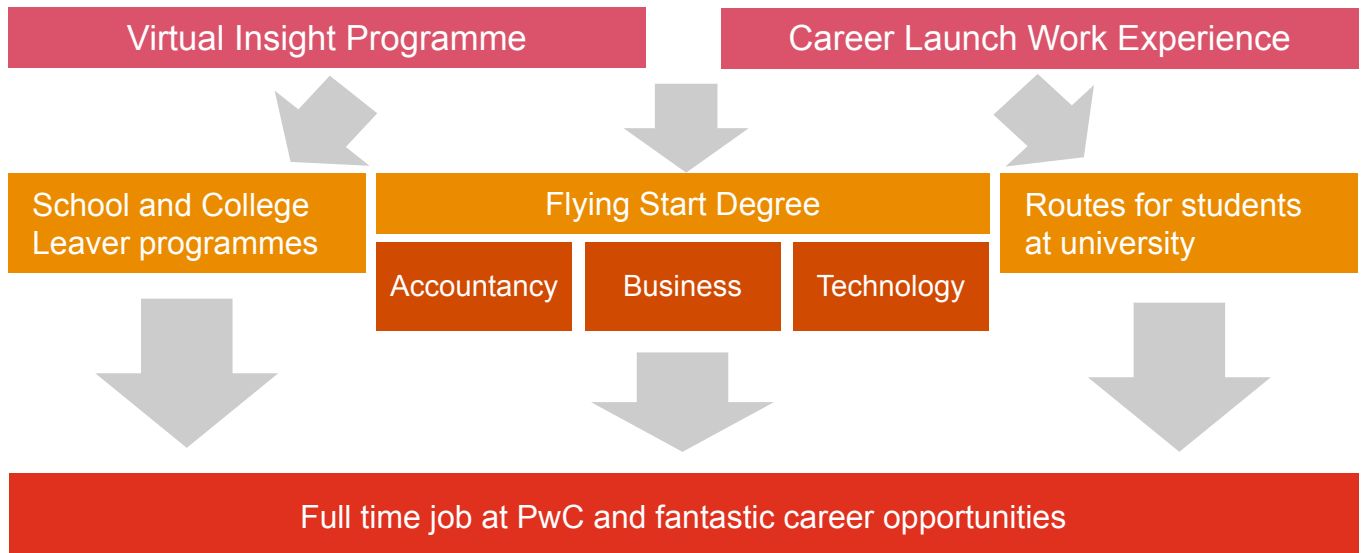 Virtual Insight Programme
Career Launch Work Experience
School and College
Leaver programmes
Flying Start Degree
Accountancy
Business
Technology
Routes for students
at university
Full time job at PwC and fantastic career opportunities